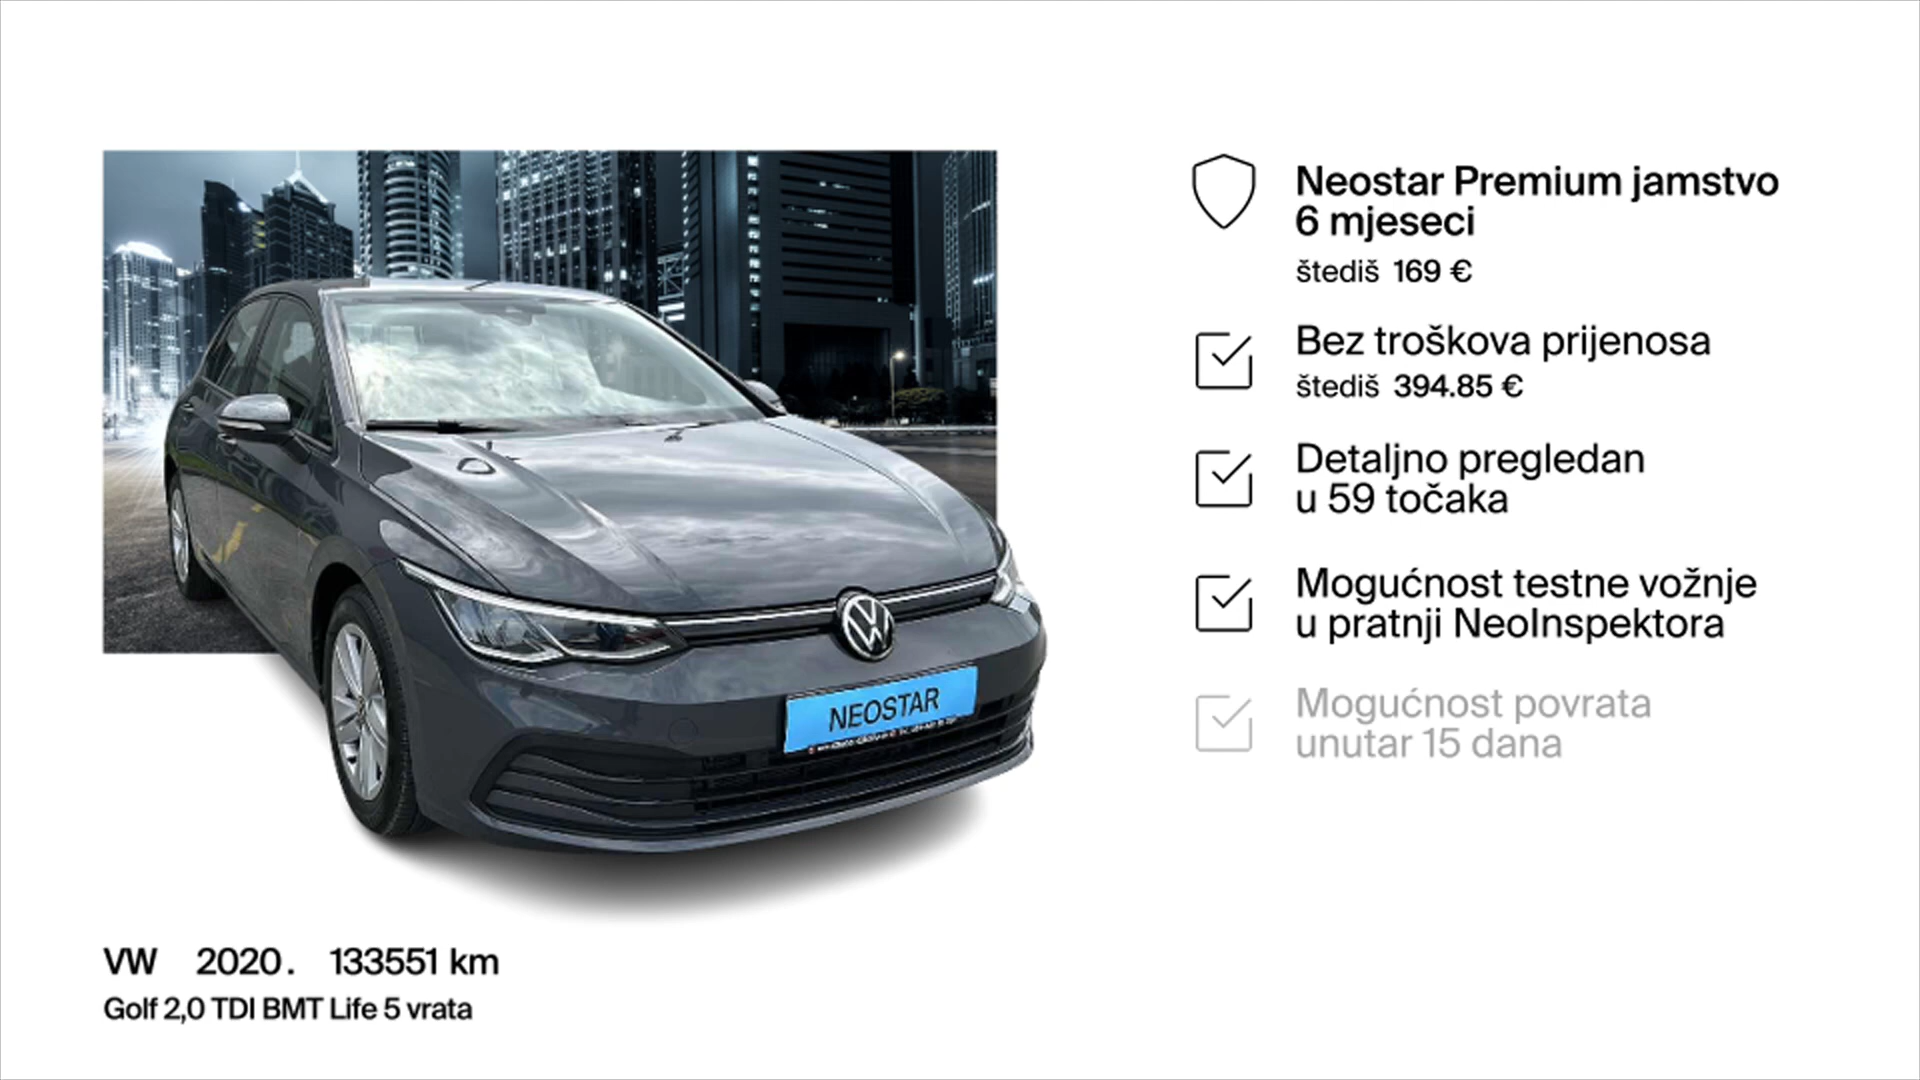 Neostar Premium jamstvo
6 mjeseci
štediš 169 €
Bez troškova prijenosa
štediš 394.85 €
Detaljno pregledan
u 59 točaka
Mogućnost testne vožnje
u pratnji NeoInspektora
Mogućnost povrata
unutar 15 dana
NEOSTAR
VW 2020. 133551 km
Golf 2,0 TDI BMT Life 5 vrata